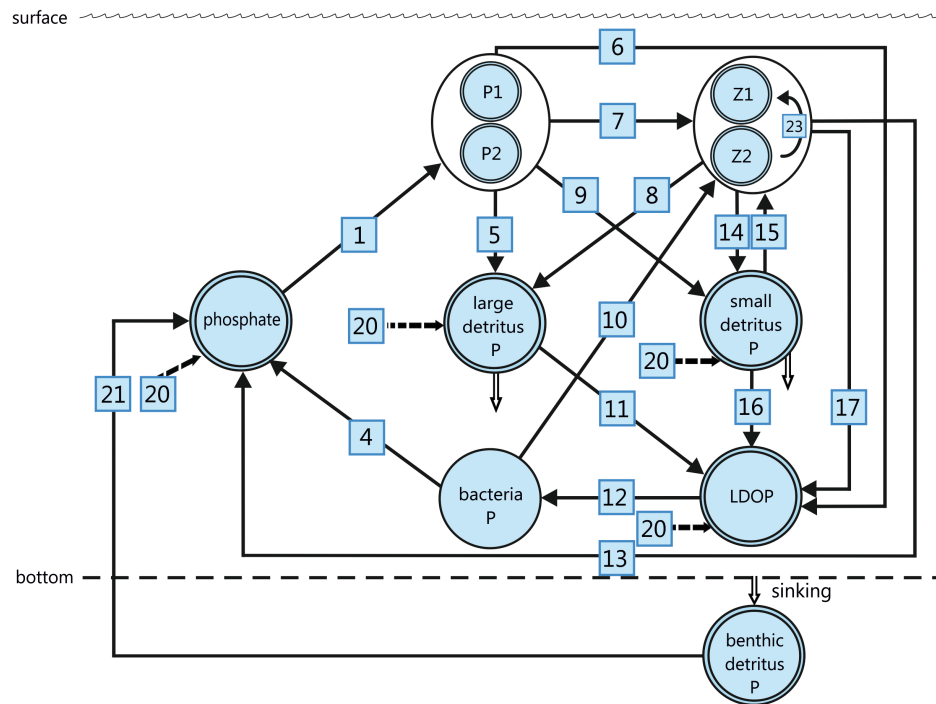 surface
6
P1
Z1
7
23
P2
Z2
9
8
1
5
14
15
large
detritus
P
small
detritus
P
phosphate
20
10
20
21
20
16
17
11
4
bacteria
P
12
LDOP
20
13
bottom
sinking
benthic
detritus
P